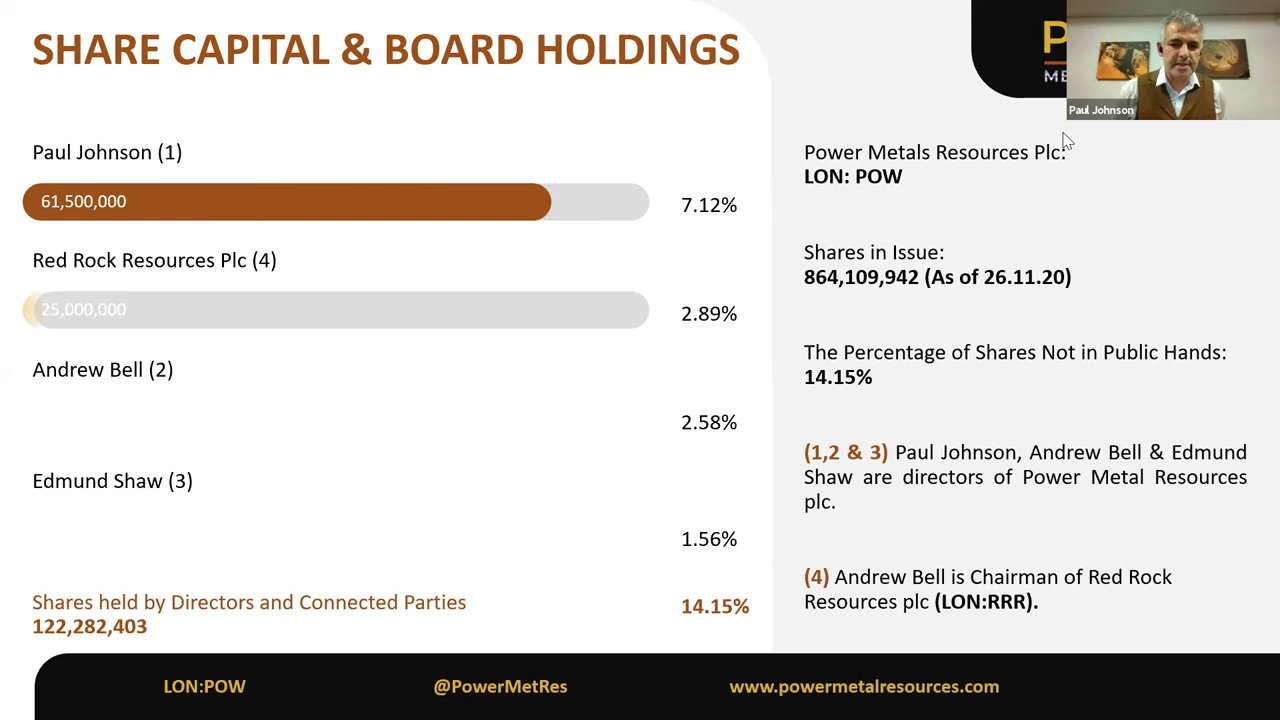 SHARE CAPITAL & BOARD HOLDINGS
P
ME
Paul Johnson
Paul Johnson (1)
61,500,000
7.12%
Red Rock Resources Plc (4)
25,000,000
2.89%
Andrew Bell (2)
2.58%
Edmund Shaw (3)
1.56%
Shares held by Directors and Connected Parties
14.15%
122,282,403
Power Metals Resources Plc:
LON: POW
Shares in Issue:
864,109,942 (As of 26.11.20)
The Percentage of Shares Not in Public Hands:
14.15%
(1,2 & 3) Paul Johnson, Andrew Bell & Edmund
Shaw are directors of Power Metal Resources
plc.
(4) Andrew Bell is Chairman of Red Rock
Resources plc (LON:RRR).
LON:POW
@PowerMetRes
www.powermetalresources.com